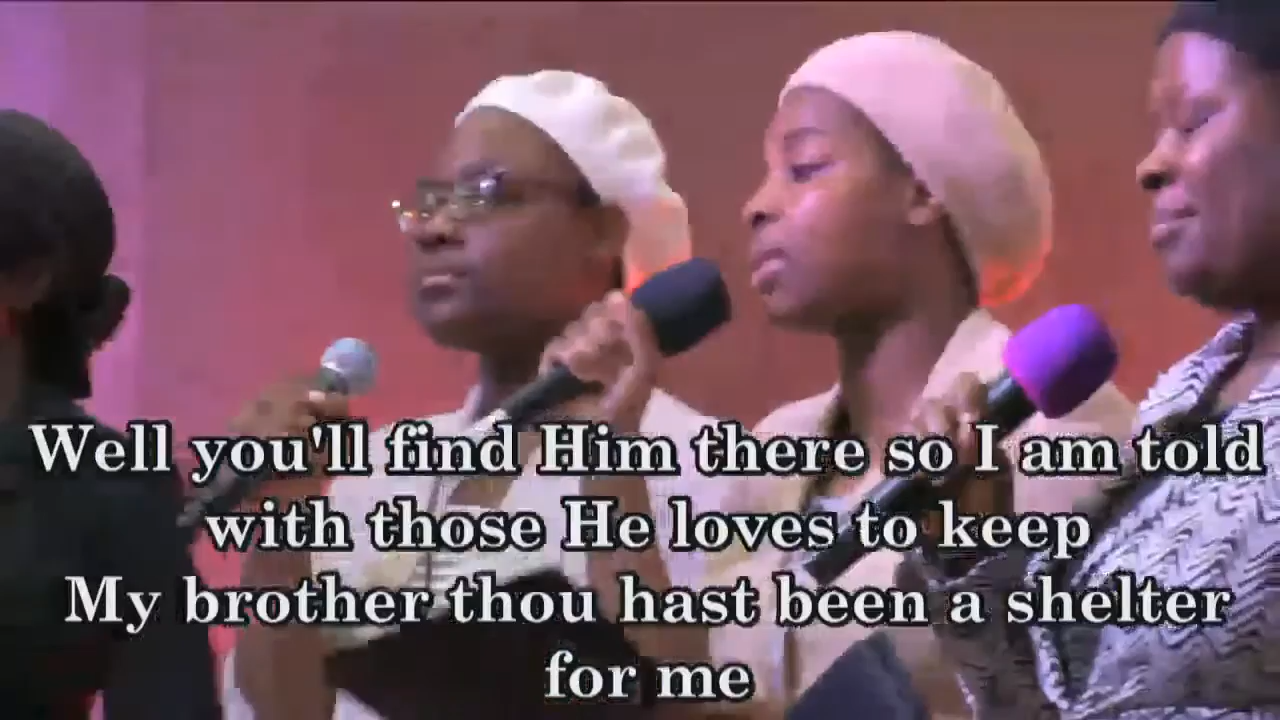 Well you'll find Him there so I am told
with those He loves to keep
My brother thou hast been a shelter
for me